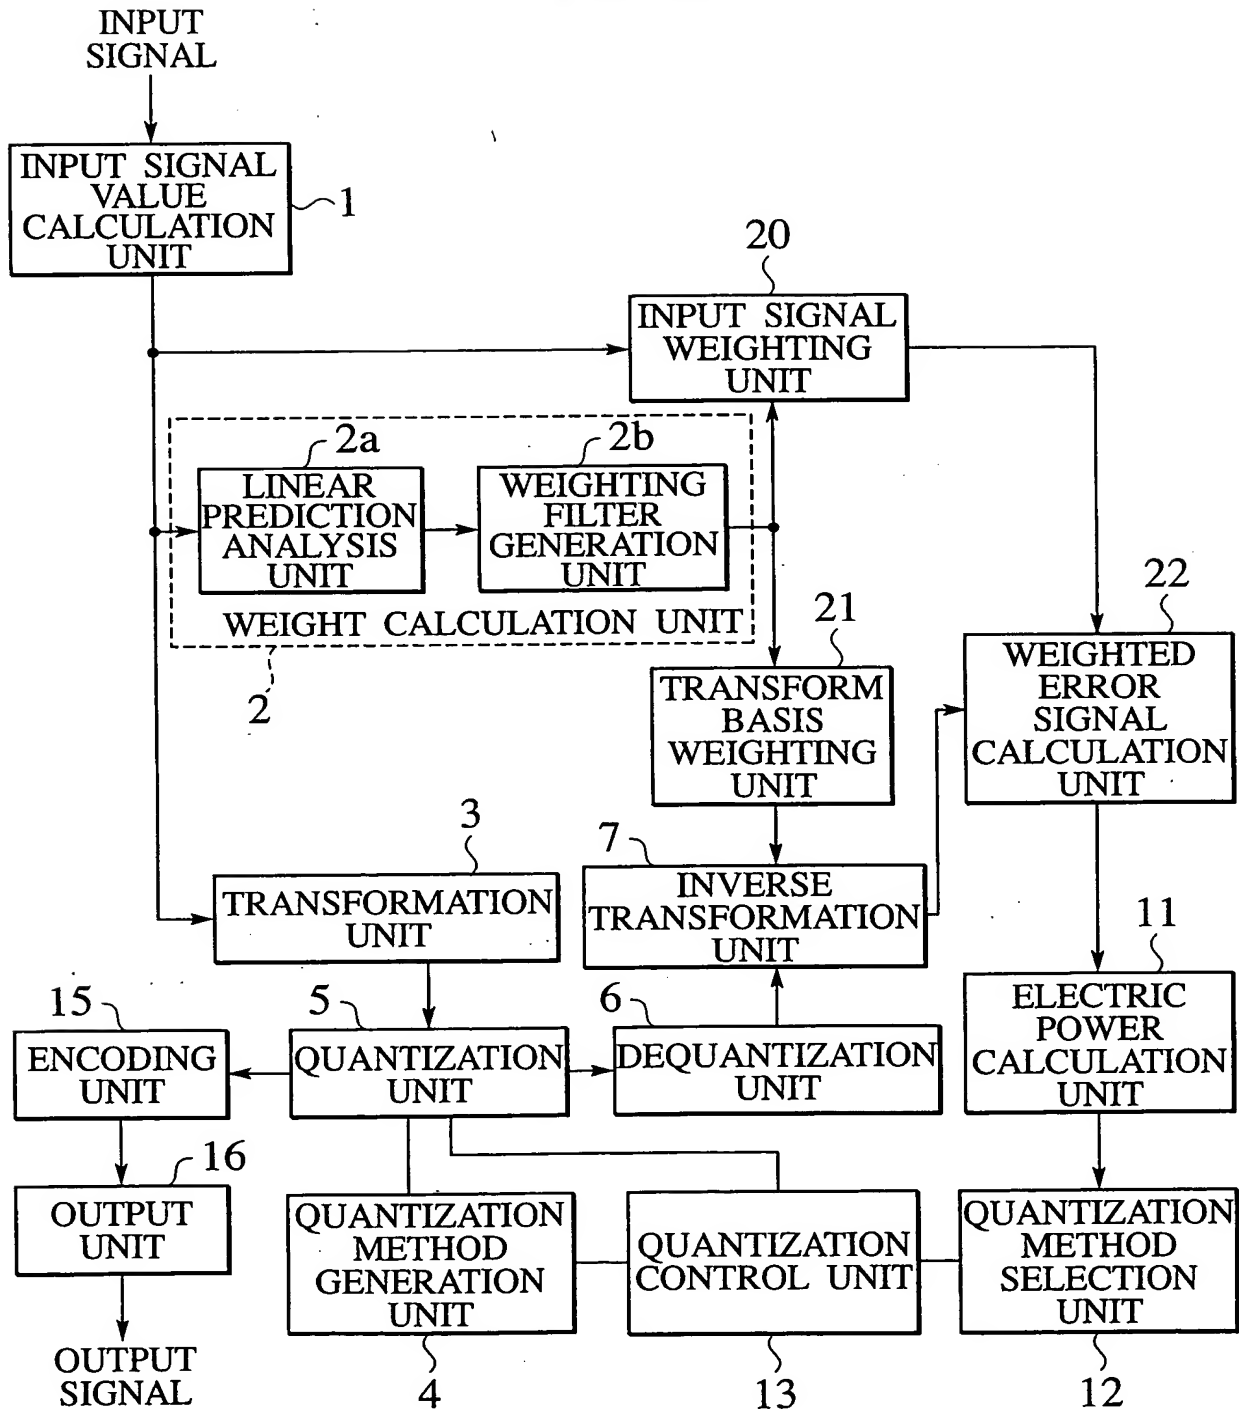 INPUT
SIGNAL
INPUT SIGNAL
VALUE
CALCULATION
UNIT
1
20
INPUT SIGNAL
WEIGHTING
UNIT
2a
LINEAR
PREDICTION
ANALYSIS
UNIT
2b
WEIGHTING
FILTER
GENERATION
UNIT
WEIGHT CALCULATION UNIT
2
21
TRANSFORM
BASIS
WEIGHTING
UNIT
22
WEIGHTED
ERROR
SIGNAL
CALCULATION
UNIT
3
TRANSFORMATION
UNIT
7
INVERSE
TRANSFORMATION
UNIT
11
ELECTRIC
POWER
CALCULATION
UNIT
15
ENCODING
UNIT
5
QUANTIZATION
UNIT
6
DEQUANTIZATION
UNIT
16
OUTPUT
UNIT
QUANTIZATION
METHOD
GENERATION
UNIT
4
QUANTIZATION
CONTROL UNIT
13
QUANTIZATION
METHOD
SELECTION
UNIT
12
OUTPUT
SIGNAL